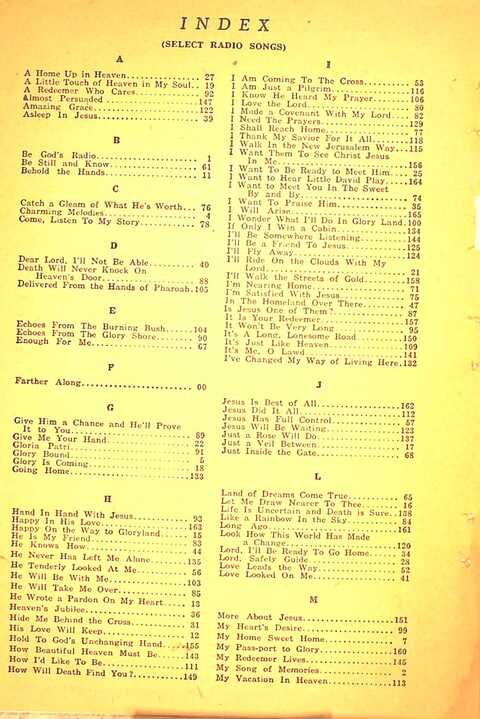 INDEX
(SELECT RADIO SONGS)
A
A Home Up in Heaven 27
A Little Touch of Heaven in My Soul 19
A Redeemer Who Cares 92
Almost Persuaded 147
Amazing Grace 122
Asleep In Jesus 39
B
Be God's Radio 1
Be Still and Know 61
Behold the Hands 11
C
Catch a Gleam of What He's Worth 76
Charming Melodies 4
Come, Listen To My Story 78
D
Dear Lord, I'll Not Be Able 40
Death Will Never Knock On
Heaven's Door 88
Delivered From the Hands of Pharoah 105
E
Echoes From The Burning Bush 104
Echoes From The Glory Shore 90
Enough For Me 67
F
Farther Along 00
G
Give Him a Chance and He'll Prove
It to You 89
Give Me Your Hand 22
Gloria Patri 91
Glory Bound 5
Glory Is Coming 18
Going Home 133
H
Hand In Hand With Jesus 93
Happy In His Love 163
Happy On the Way to Gloryland 15
He Is My Friend 83
He Knows How 44
He Never Has Left Me Alone 135
He Tenderly Looked At Me 56
He Will Be With Me 103
He Will Take Me Over 85
He Wrote a Pardon On My Heart 13
Heaven's Jubilee 36
Hide Me Behind the Cross 31
His Love Will Keep 12
Hold To God's Unchanging Hand 155
How Beautiful Heaven Must Be 143
How I'd Like To Be 111
How Will Death Find You? 149
I
I Am Coming To The Cross 53
I Am Just a Pilgrim 116
I Know He Heard My Prayer 106
I Love the Lord 80
I Made a Covenant With My Lord 82
I Need The Prayers 129
I Shall Reach Home 77
I Thank My Savior For It All 118
I Walk In the New Jerusalem Way 115
I Want Them To See Christ Jesus
In Me 156
I Want To Be Ready to Meet Him 25
I Want to Hear Little David Play 164
I Want to Meet You In The Sweet
By and By 74
I Want To Praise Him 35
I Will Arise 165
I Wonder What I'll Do In Glory Land 100
If Only I Win a Cabin 134
I'll Be Somewhere Listening 144
I'll Be a Friend To Jesus 125
I'll Fly Away 124
I'll Ride On the Clouds With My
Lord 21
I'll Walk the Streets of Gold 158
I'm Nearing Home 71
I'm Satisfied With Jesus 75
In The Homeland Over There 47
Is Jesus One of Them? 87
It Is Your Redeemer 157
It Won't Be Very Long 95
It's A Long, Lonesome Road 150
It's Just Like Heaven 109
It's Me, O Lawd 141
I've Changed My Way of Living Here 132
J
Jesus Is Best of All 162
Jesus Did It All 112
Jesus Has Full Control 57
Jesus Will Be Waiting 123
Just a Rose Will Do 137
Just a Veil Between 17
Just Inside the Gate 68
L
Land of Dreams Come True 65
Let Me Draw Nearer To Thee 16
Life Is Uncertain and Death is Sure 138
Like a Rainbow In the Sky 84
Long Ago 161
Look How This World Has Made
a Change 120
Lord, I'll Be Ready To Go Home 34
Lord, Safely Guide 28
Love Leads the Way 52
Love Looked On Me 41
M
More About Jesus 151
My Heart's Desire 99
My Home Sweet Home 7
My Pass-port to Glory 160
My Redeemer Lives 145
My Song of Memories 2
My Vacation In Heaven 113